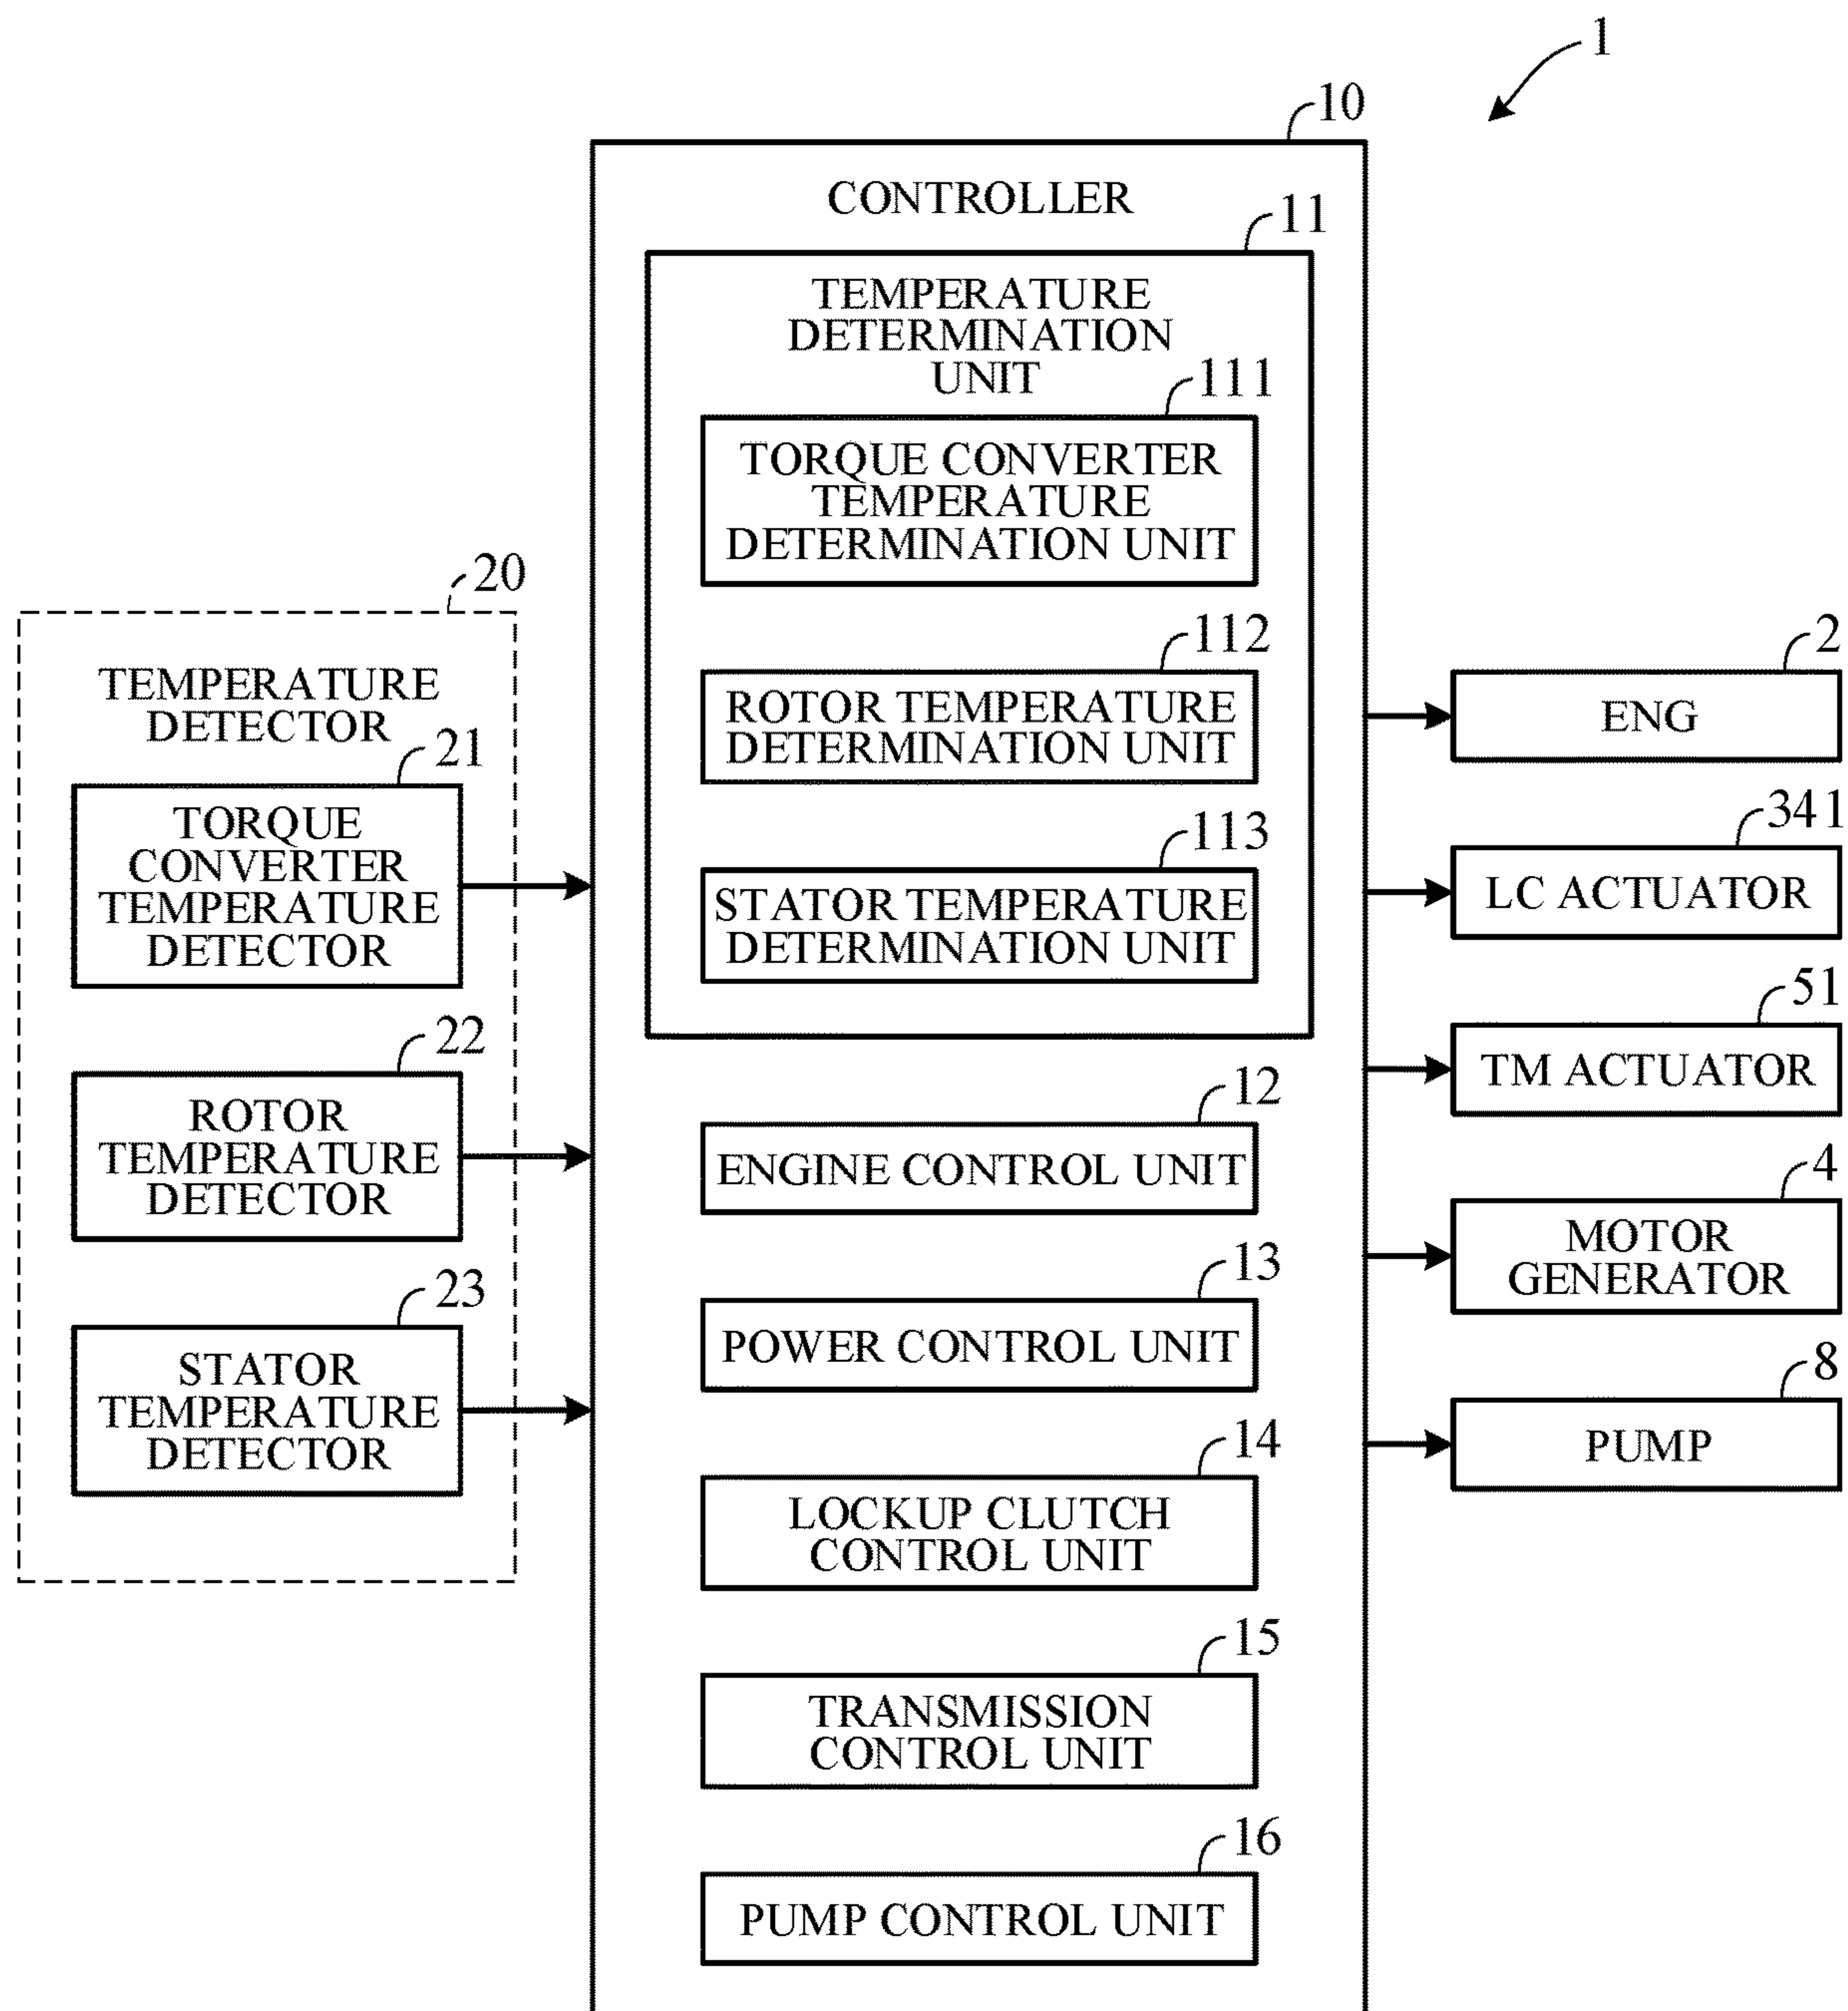 1
10
CONTROLLER
11
TEMPERATURE
DETERMINATION
UNIT
111
TORQUE CONVERTER
TEMPERATURE
DETERMINATION UNIT
112
ROTOR TEMPERATURE
DETERMINATION UNIT
113
STATOR TEMPERATURE
DETERMINATION UNIT
20
TEMPERATURE
DETECTOR
21
TORQUE
CONVERTER
TEMPERATURE
DETECTOR
22
ROTOR
TEMPERATURE
DETECTOR
23
STATOR
TEMPERATURE
DETECTOR
12
ENGINE CONTROL UNIT
13
POWER CONTROL UNIT
14
LOCKUP CLUTCH
CONTROL UNIT
15
TRANSMISSION
CONTROL UNIT
16
PUMP CONTROL UNIT
2
ENG
341
LC ACTUATOR
51
TM ACTUATOR
4
MOTOR
GENERATOR
8
PUMP